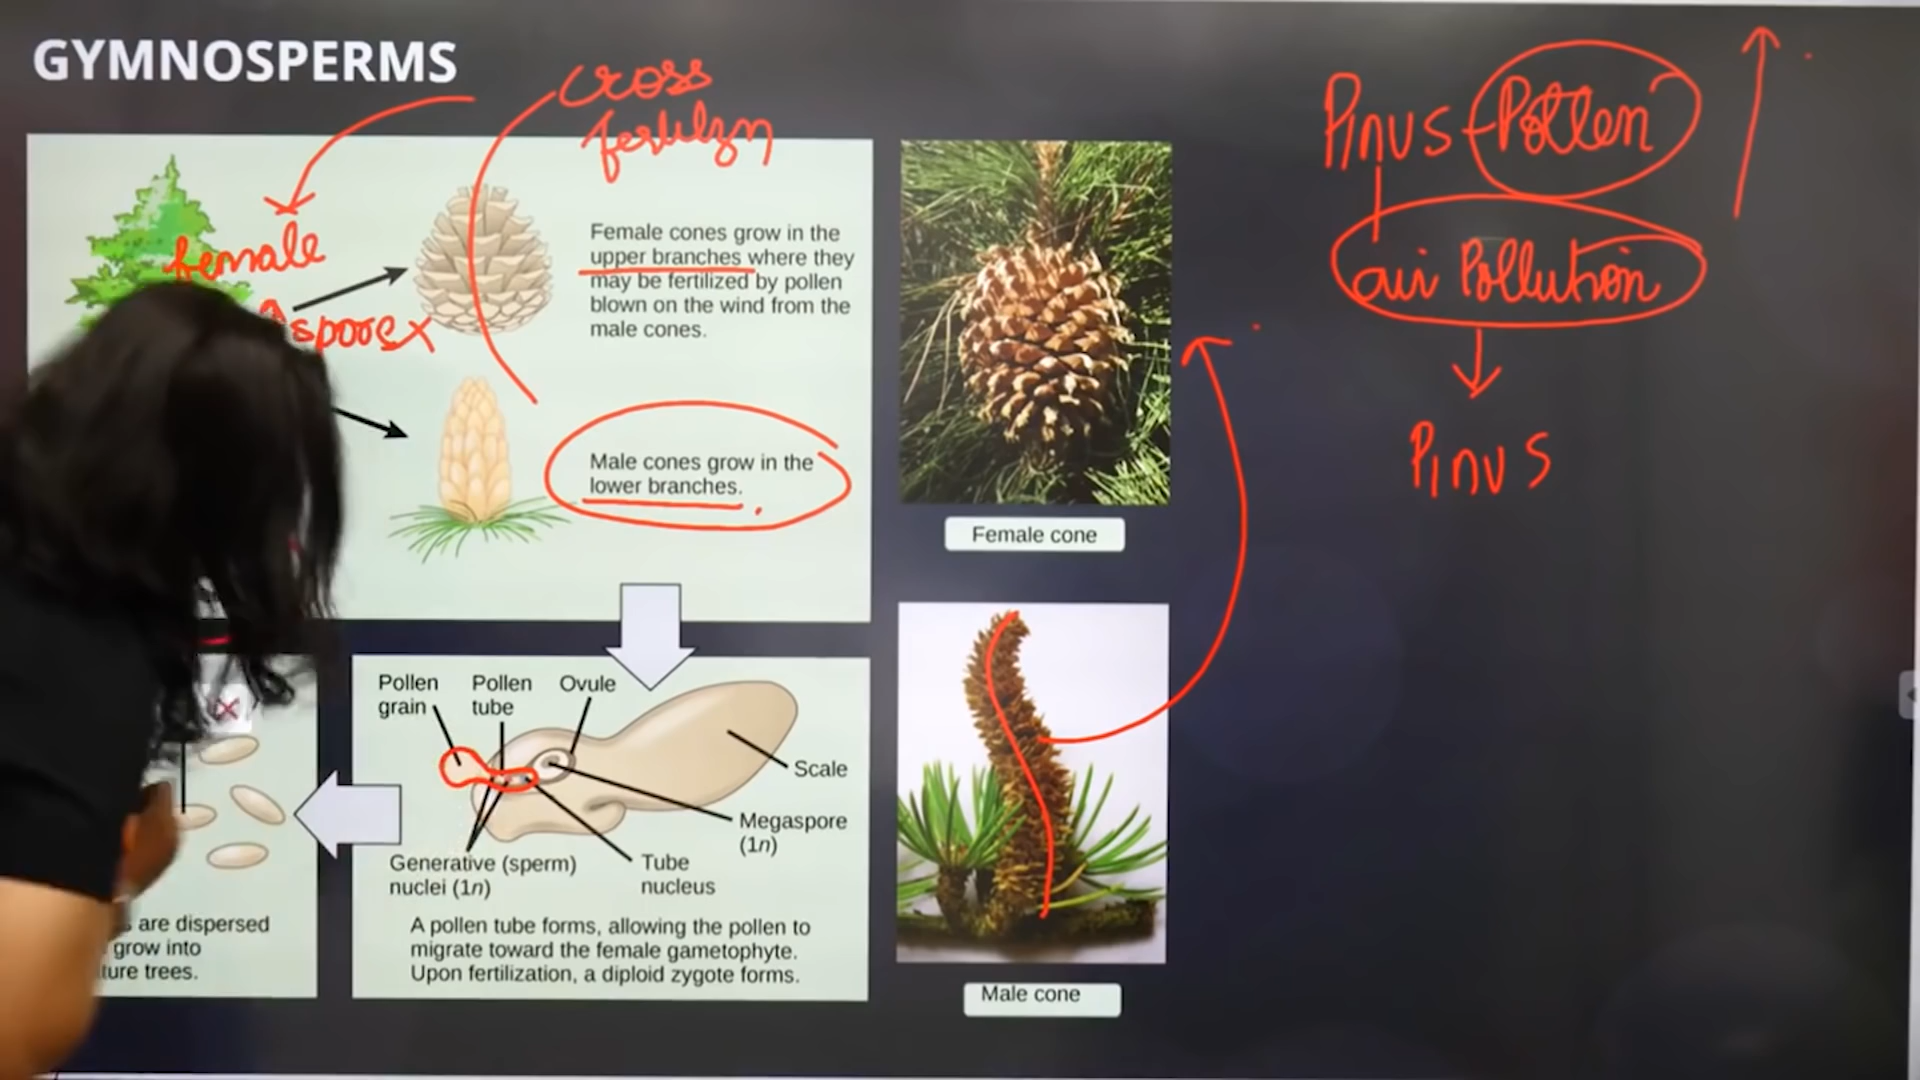 GYMNOSPERMS
Cross
fertilzn
female
spore x
Female cones grow in the
upper branches where they
may be fertilized by pollen
blown on the wind from the
male cones.
Male cones grow in the
lower branches.
Female cone
Pinus - Pollen
air Pollution
Pinus
Pollen
grain
Pollen
tube
Ovule
Scale
Megaspore
(1n)
Generative (sperm)
nuclei (1n)
Tube
nucleus
A pollen tube forms, allowing the pollen to
migrate toward the female gametophyte.
Upon fertilization, a diploid zygote forms.
are dispersed
grow into
ture trees.
Male cone